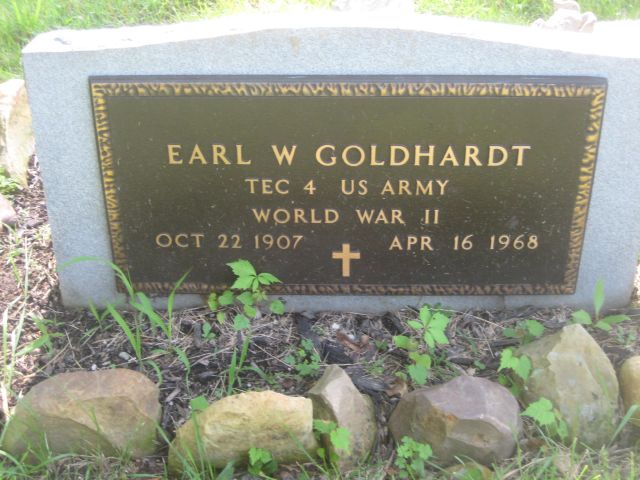 EARL W GOLDHARDT
TEC 4 US ARMY
WORLD WAR II
OCT 22 1907 APR 16 1968